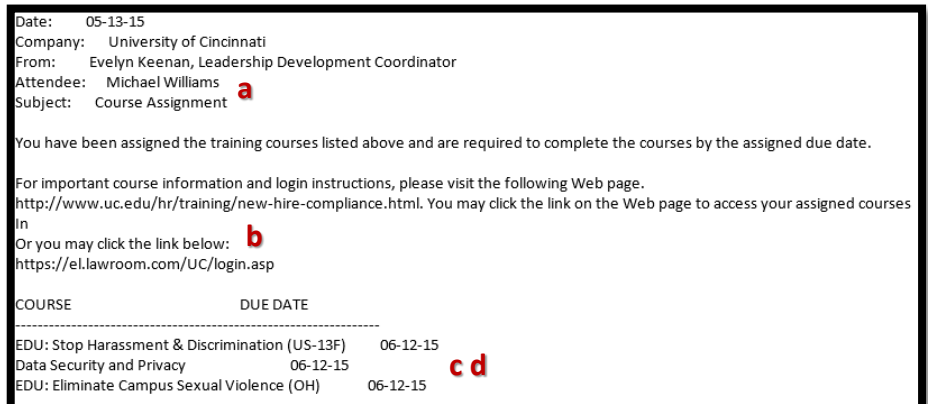 Date: 05-13-15
Company: University of Cincinnati
From: Evelyn Keenan, Leadership Development Coordinator
Attendee: Michael Williams
a
Subject: Course Assignment
You have been assigned the training courses listed above and are required to complete the courses by the assigned due date.
For important course information and login instructions, please visit the following Web page.
http://www.uc.edu/hr/training/new-hire-compliance.html. You may click the link on the Web page to access your assigned courses
In
Or you may click the link below: b
https://el.lawroom.com/UC/login.asp
COURSE DUE DATE
-----------------------------------------------------------------
EDU: Stop Harassment & Discrimination (US-13F) 06-12-15
Data Security and Privacy 06-12-15 c d
EDU: Eliminate Campus Sexual Violence (OH) 06-12-15